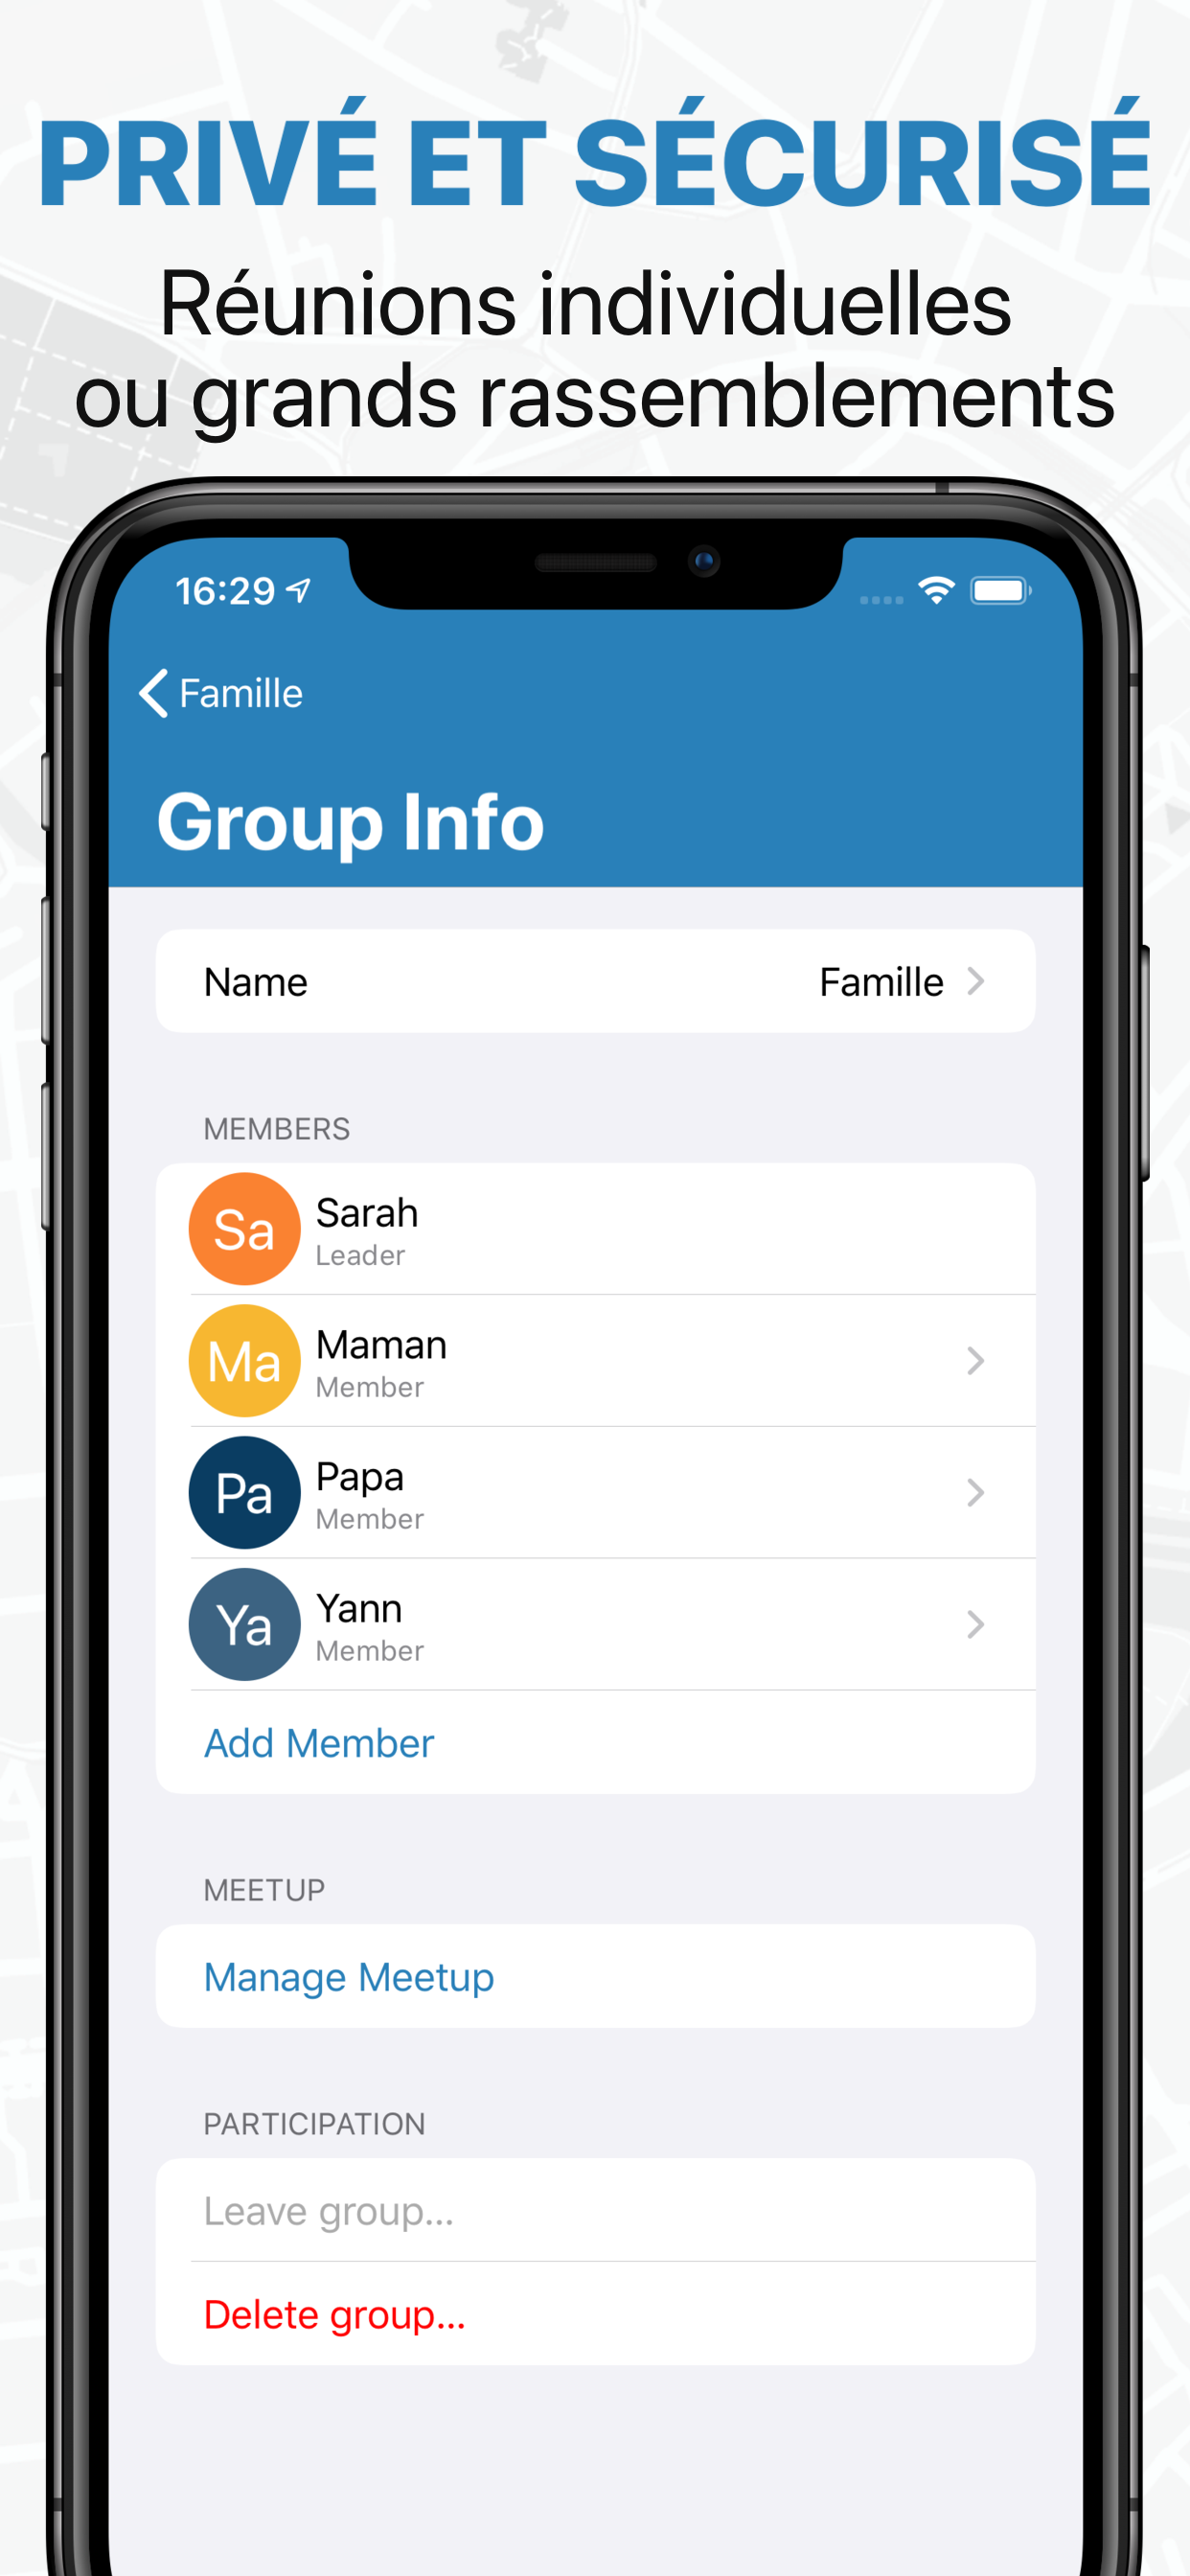 PRIVÉ ET SÉCURISÉ
Réunions individuelles
ou grands rassemblements
16:29
Famille
Group Info
Name Famille
MEMBERS
Sa Sarah
Leader
Ma Maman
Member
Pa Papa
Member
Ya Yann
Member
Add Member
MEETUP
Manage Meetup
PARTICIPATION
Leave group...
Delete group...